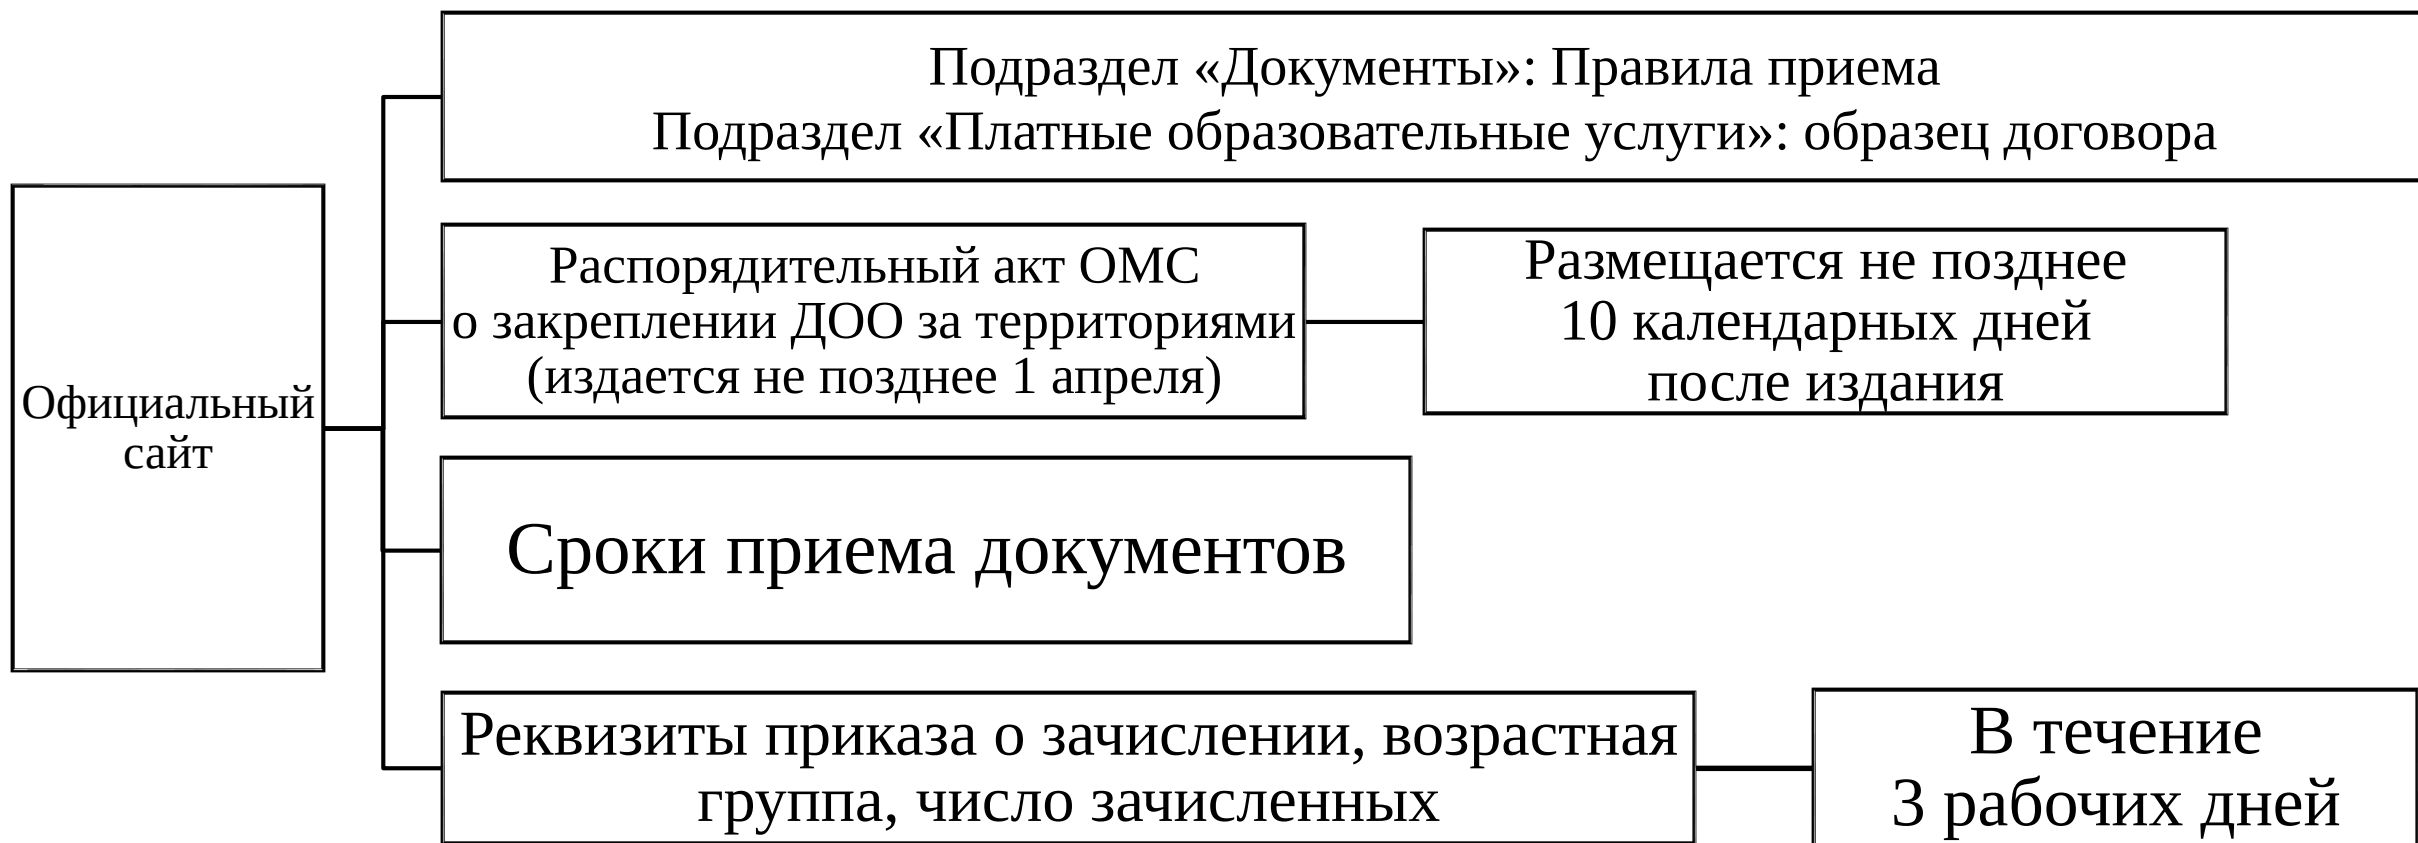 Подраздел «Документы»: Правила приема
Подраздел «Платные образовательные услуги»: образец договора
Официальный
сайт
Распорядительный акт ОМС
о закреплении ДОО за территориями
(издается не позднее 1 апреля)
Размещается не позднее
10 календарных дней
после издания
Сроки приема документов
Реквизиты приказа о зачислении, возрастная
группа, число зачисленных
В течение
3 рабочих дней